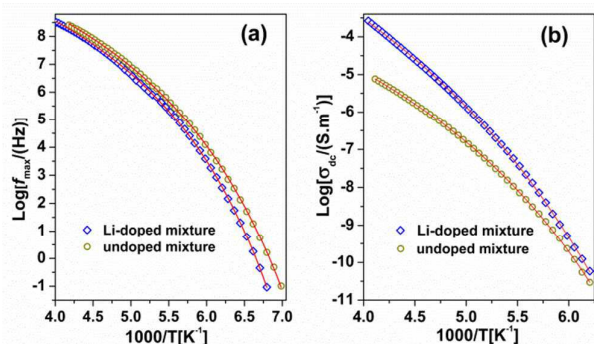 (a)
Log[f_max/(Hz)]
8
7
6
5
4
3
2
1
0
-1
Li-doped mixture
undoped mixture
4.0 4.5 5.0 5.5 6.0 6.5 7.0
1000/T[K⁻¹]
(b)
Log[σ_dc/(S.m⁻¹)]
-4
-5
-6
-7
-8
-9
-10
-11
Li-doped mixture
undoped mixture
4.0 4.5 5.0 5.5 6.0
1000/T[K⁻¹]